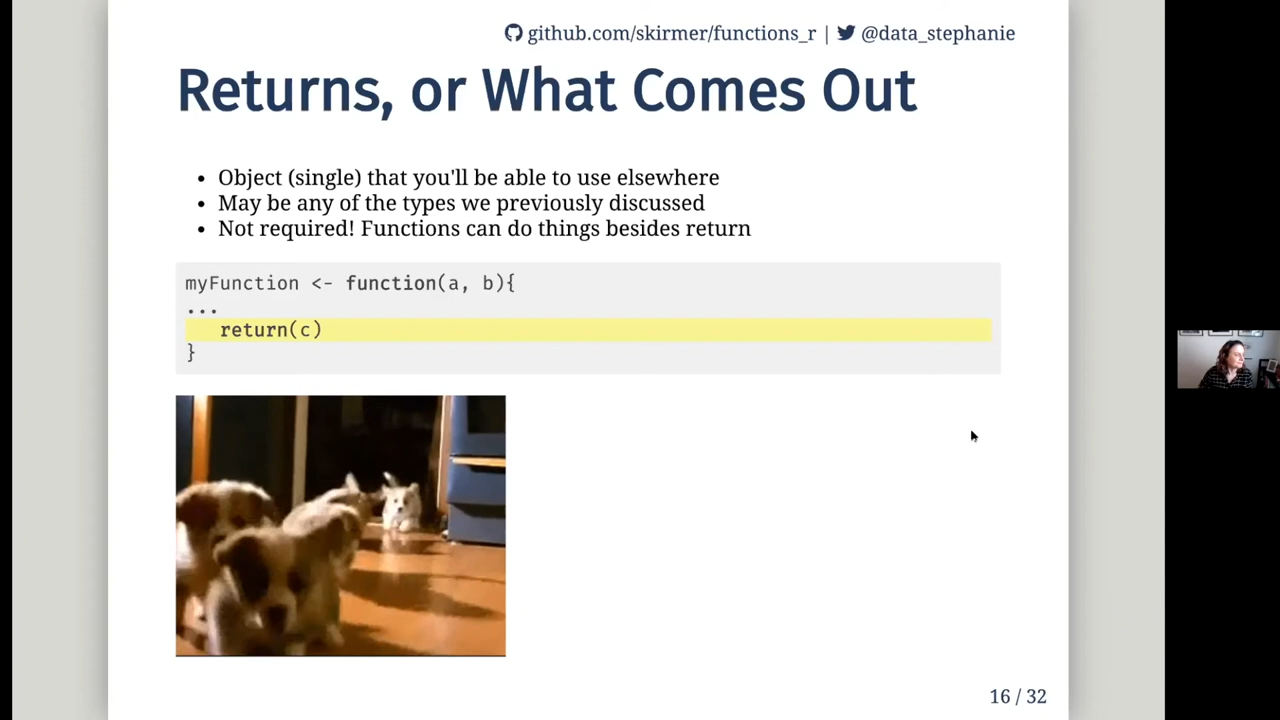 github.com/skirmer/functions_r | @data_stephanie
Returns, or What Comes Out
• Object (single) that you'll be able to use elsewhere
• May be any of the types we previously discussed
• Not required! Functions can do things besides return
myFunction <- function(a, b){
...
return(c)
}
16 / 32